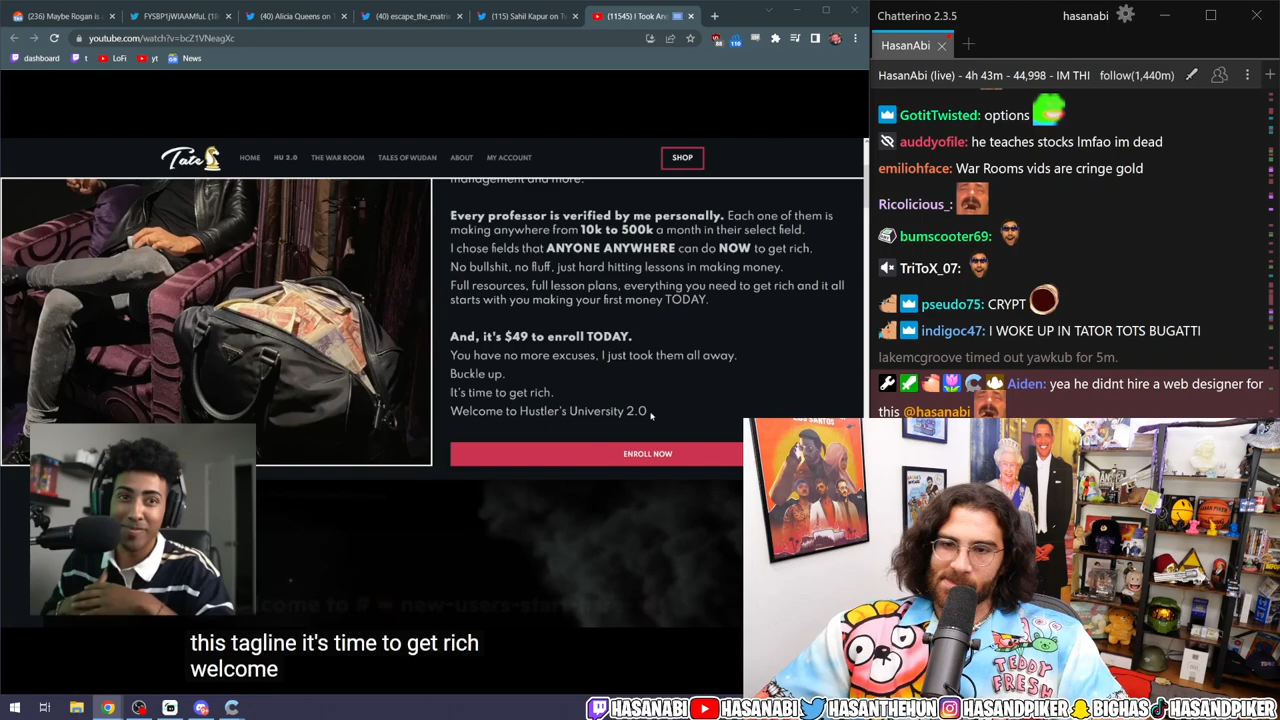 (236) Maybe Rogan is
FYSBP1jWIAAMfuL (18
(40) Alicia Queens on T
(40) escape_the_matri
(115) Sahil Kapur on Tw
(11545) I Took And
youtube.com/watch?v=bcZ1VNeagXc
dashboard t LoFi yt News
Tate
HOME HU 2.0 THE WAR ROOM TALES OF WUDAN ABOUT MY ACCOUNT SHOP
management and more.
Every professor is verified by me personally. Each one of them is
making anywhere from 10k to 500k a month in their select field.
I chose fields that ANYONE ANYWHERE can do NOW to get rich.
No bullshit, no fluff, just hard hitting lessons in making money.
Full resources, full lesson plans, everything you need to get rich and it all
starts with you making your first money TODAY.
And, it's $49 to enroll TODAY.
You have no more excuses, I just took them all away.
Buckle up.
It's time to get rich.
Welcome to Hustler's University 2.0
ENROLL NOW
this tagline it's time to get rich
welcome
Chatterino 2.3.5
hasanabi
HasanAbi
HasanAbi (live) - 4h 43m - 44,998 - IM THI follow(1,440m)
GotitTwisted: options
auddyofile: he teaches stocks lmfao im dead
emiliohface: War Rooms vids are cringe gold
Ricolicious_:
bumscooter69:
TriToX_07:
pseudo75: CRYPT
indigoc47: I WOKE UP IN TATOR TOTS BUGATTI
lakemcgroove timed out yawkub for 5m.
Aiden: yea he didnt hire a web designer for
this @hasanabi
LOS SANTOS
TEDDY
FRESH
HASANABI HASANABI HASANTHEHUN HASANDPIKER BIGHAS HASANDPIKER